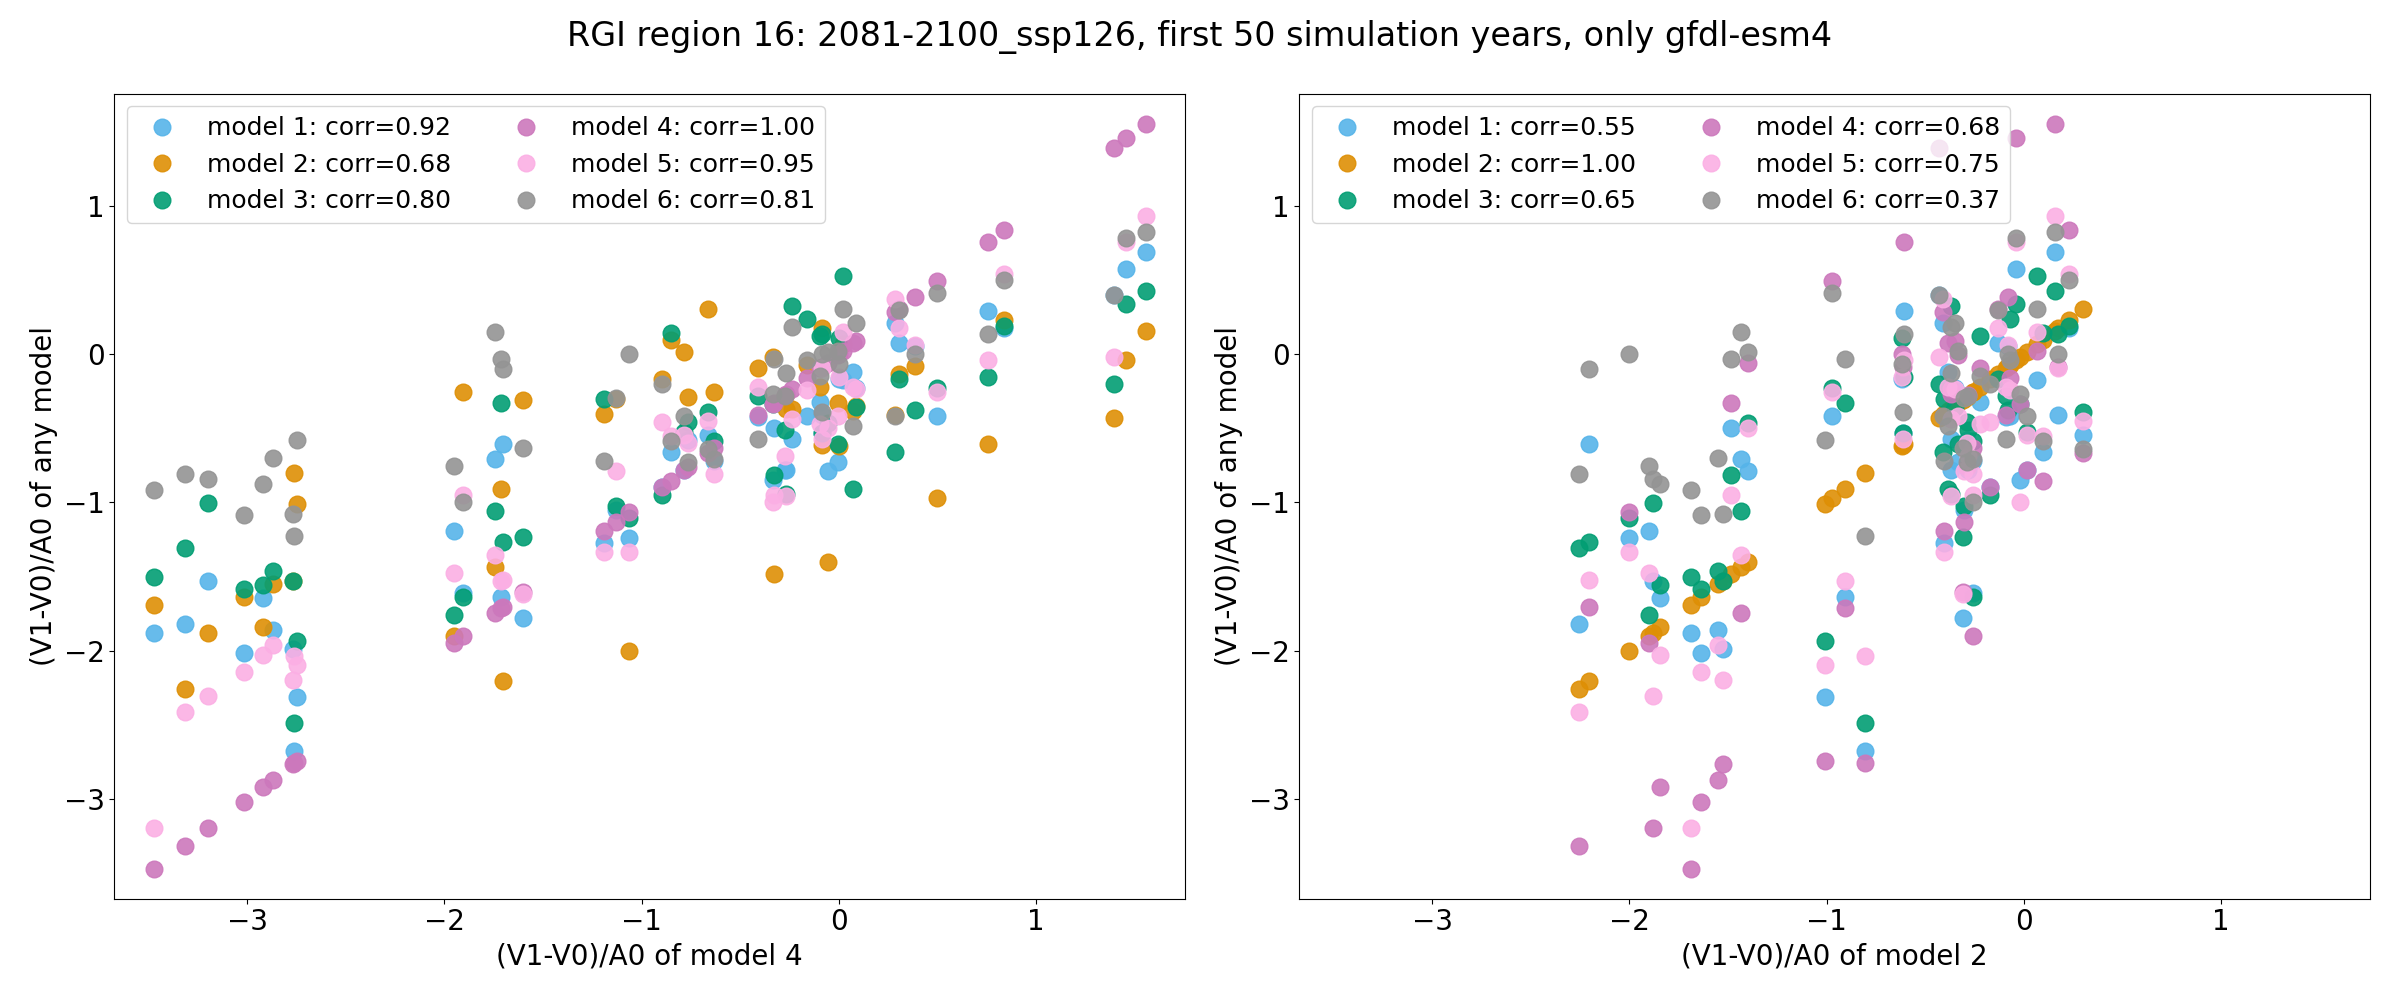 RGI region 16: 2081-2100_ssp126, first 50 simulation years, only gfdl-esm4
model 1: corr=0.92
model 2: corr=0.68
model 3: corr=0.80
model 4: corr=1.00
model 5: corr=0.95
model 6: corr=0.81
1
0
−1
−2
−3
(V1-V0)/A0 of any model
−3
−2
−1
0
1
(V1-V0)/A0 of model 4
model 1: corr=0.55
model 2: corr=1.00
model 3: corr=0.65
model 4: corr=0.68
model 5: corr=0.75
model 6: corr=0.37
1
0
−1
−2
−3
(V1-V0)/A0 of any model
−3
−2
−1
0
1
(V1-V0)/A0 of model 2